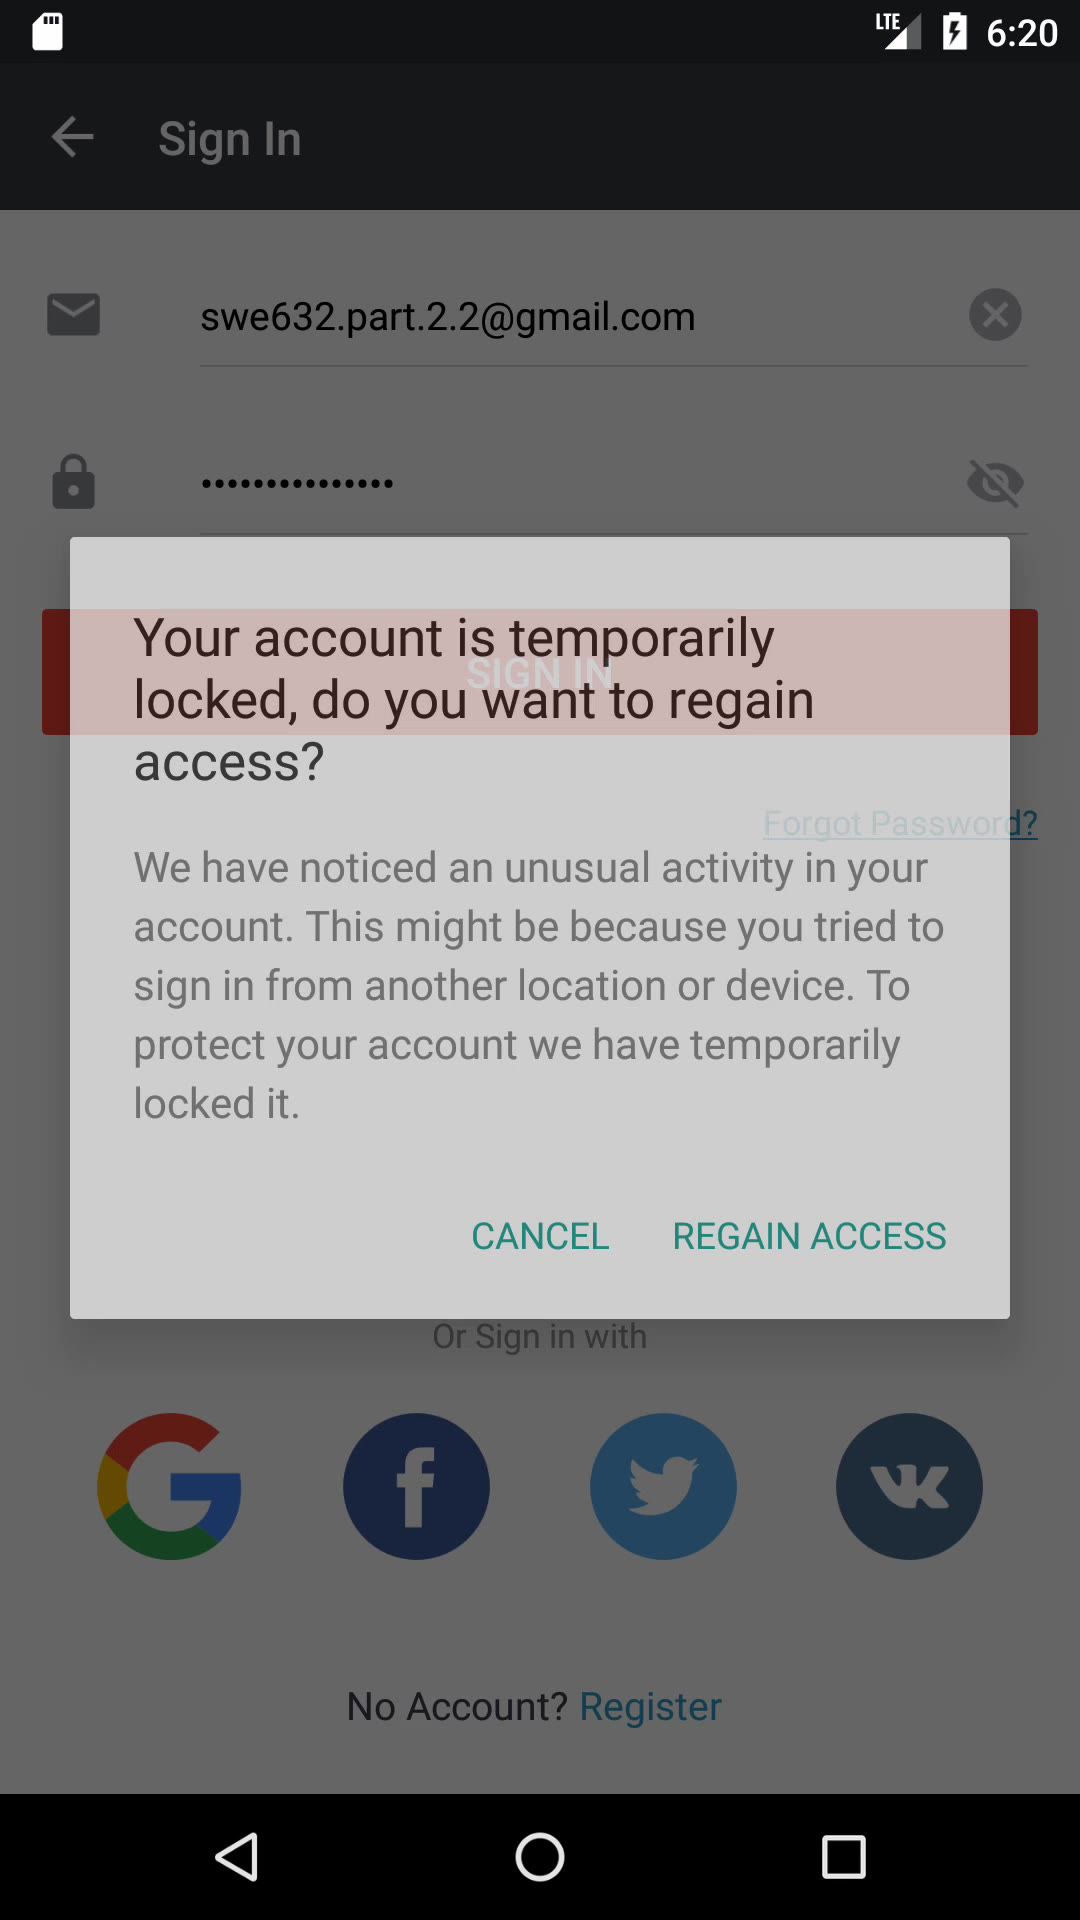 LTE 6:20
Sign In
swe632.part.2.2@gmail.com
•••••••••••••••
Your account is temporarily
SIGN IN
locked, do you want to regain
access?
Forgot Password?
We have noticed an unusual activity in your
account. This might be because you tried to
sign in from another location or device. To
protect your account we have temporarily
locked it.
CANCEL REGAIN ACCESS
Or Sign in with
No Account? Register